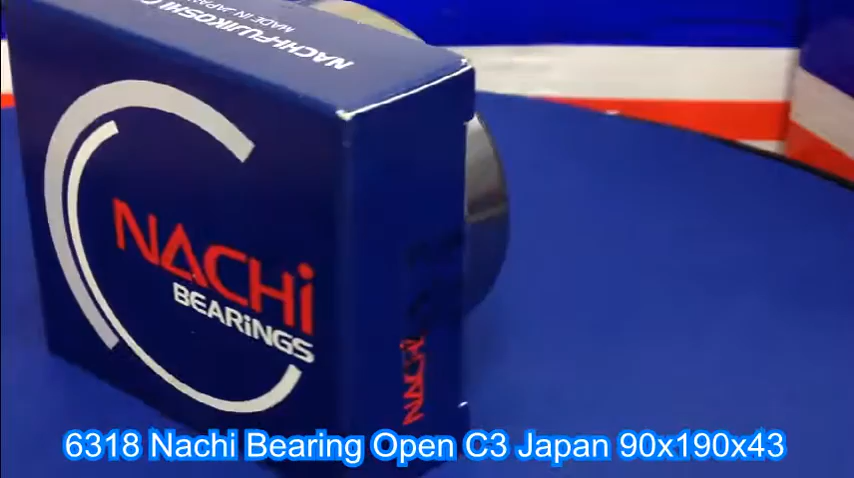 NACHI-FUJIKOSHI C
MADE IN JAPAN
NACHi
BEARiNGS
NACHi
6318 Nachi Bearing Open C3 Japan 90x190x43